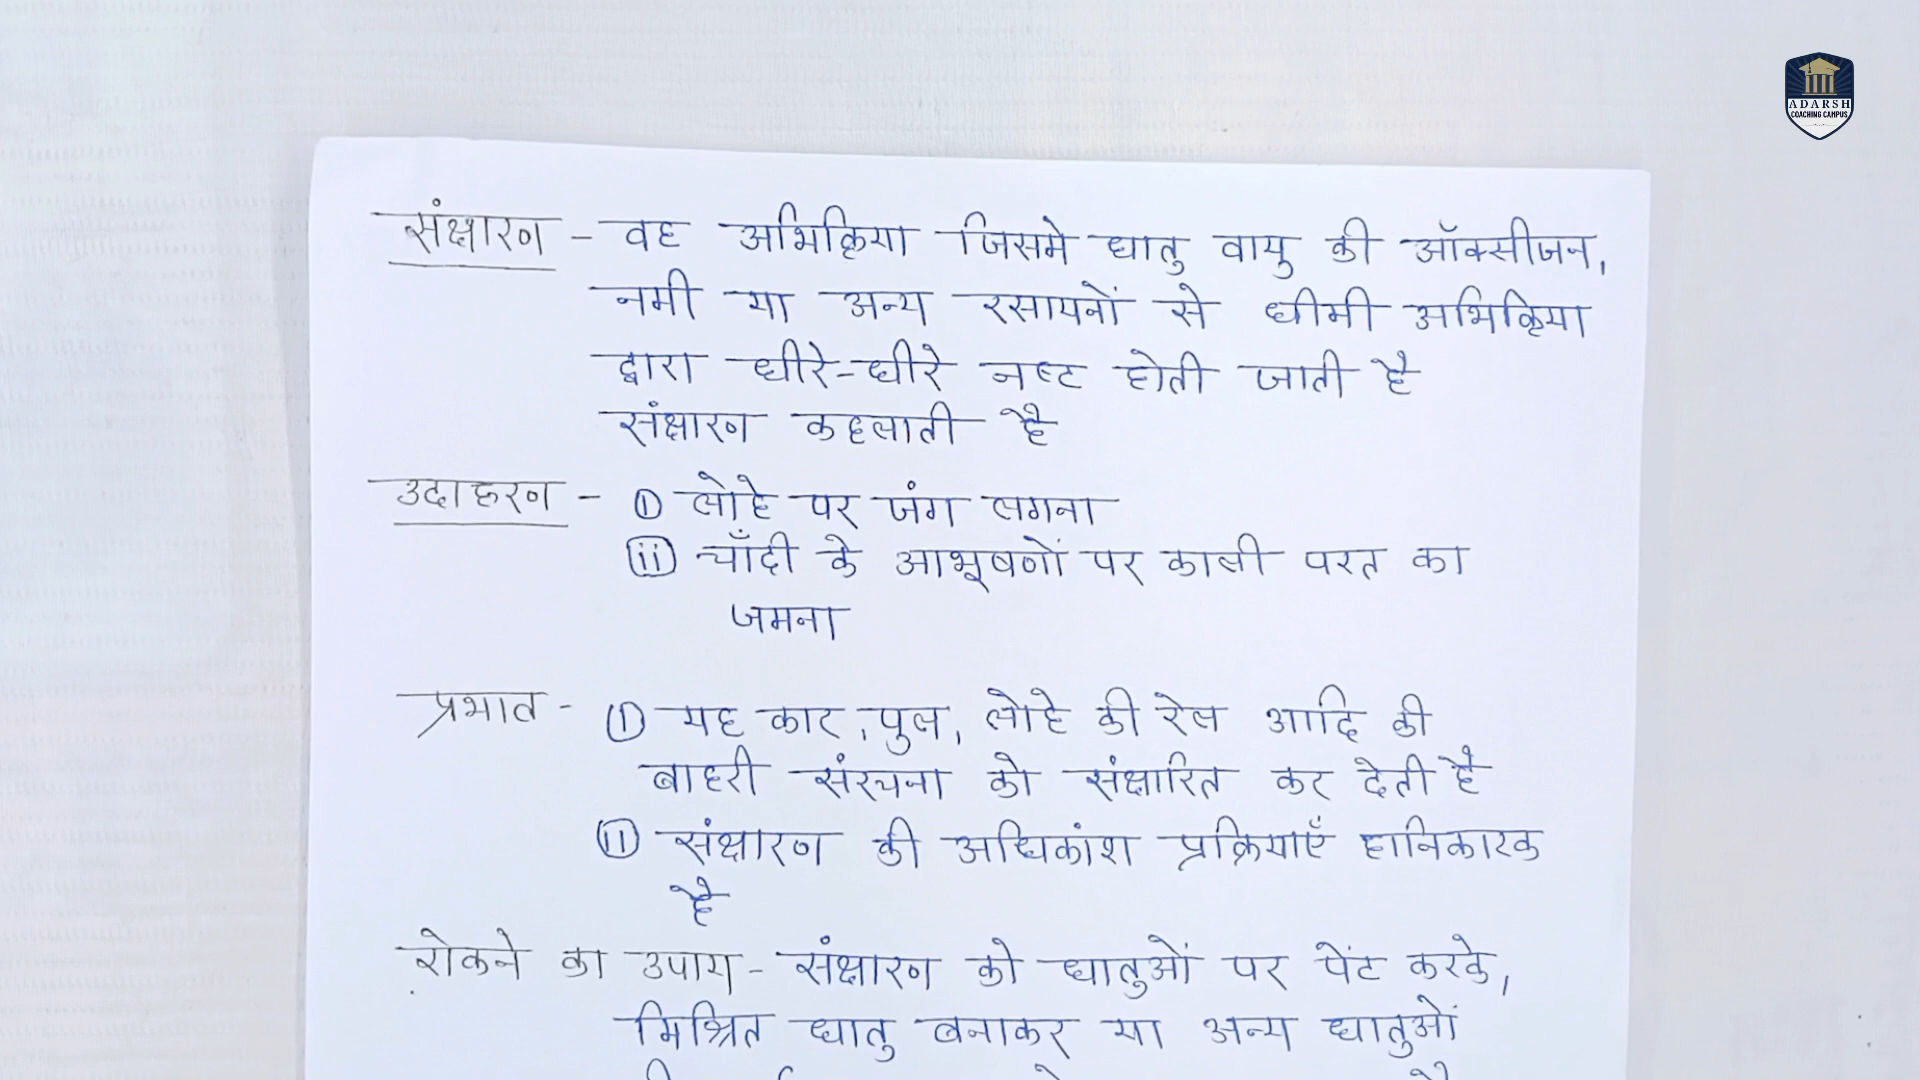 ADARSH
COACHING CAMPUS
संक्षारण - वह अभिक्रिया जिसमे धातु वायु की ऑक्सीजन,
नमी या अन्य रसायनों से धीमी अभिक्रिया
द्वारा धीरे-धीरे नष्ट होती जाती है
संक्षारण कहलाती है
उदाहरण - (i) लोहे पर जंग लगना
(ii) चाँदी के आभूषणों पर काली परत का
जमना
प्रभाव - (i) यह कार, पुल, लोहे की रेल आदि की
बाहरी संरचना को संक्षारित कर देती है
(ii) संक्षारण की अधिकांश प्रक्रियाएँ हानिकारक
है
रोकने का उपाय - संक्षारण को धातुओं पर पेंट करके,
मिश्रित धातु बनाकर या अन्य धातुओं